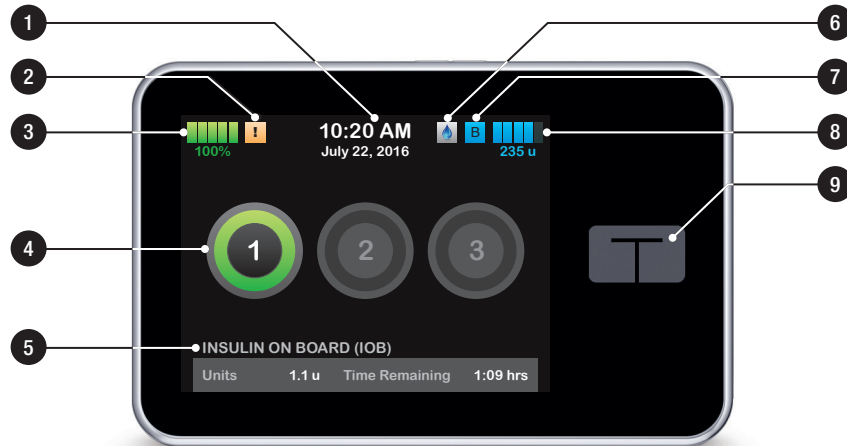 1
6
2
7
3
! 10:20 AM B
8
100% July 22, 2016 235 u
9
4
1 2 3
5
INSULIN ON BOARD (IOB)
Units 1.1 u Time Remaining 1:09 hrs